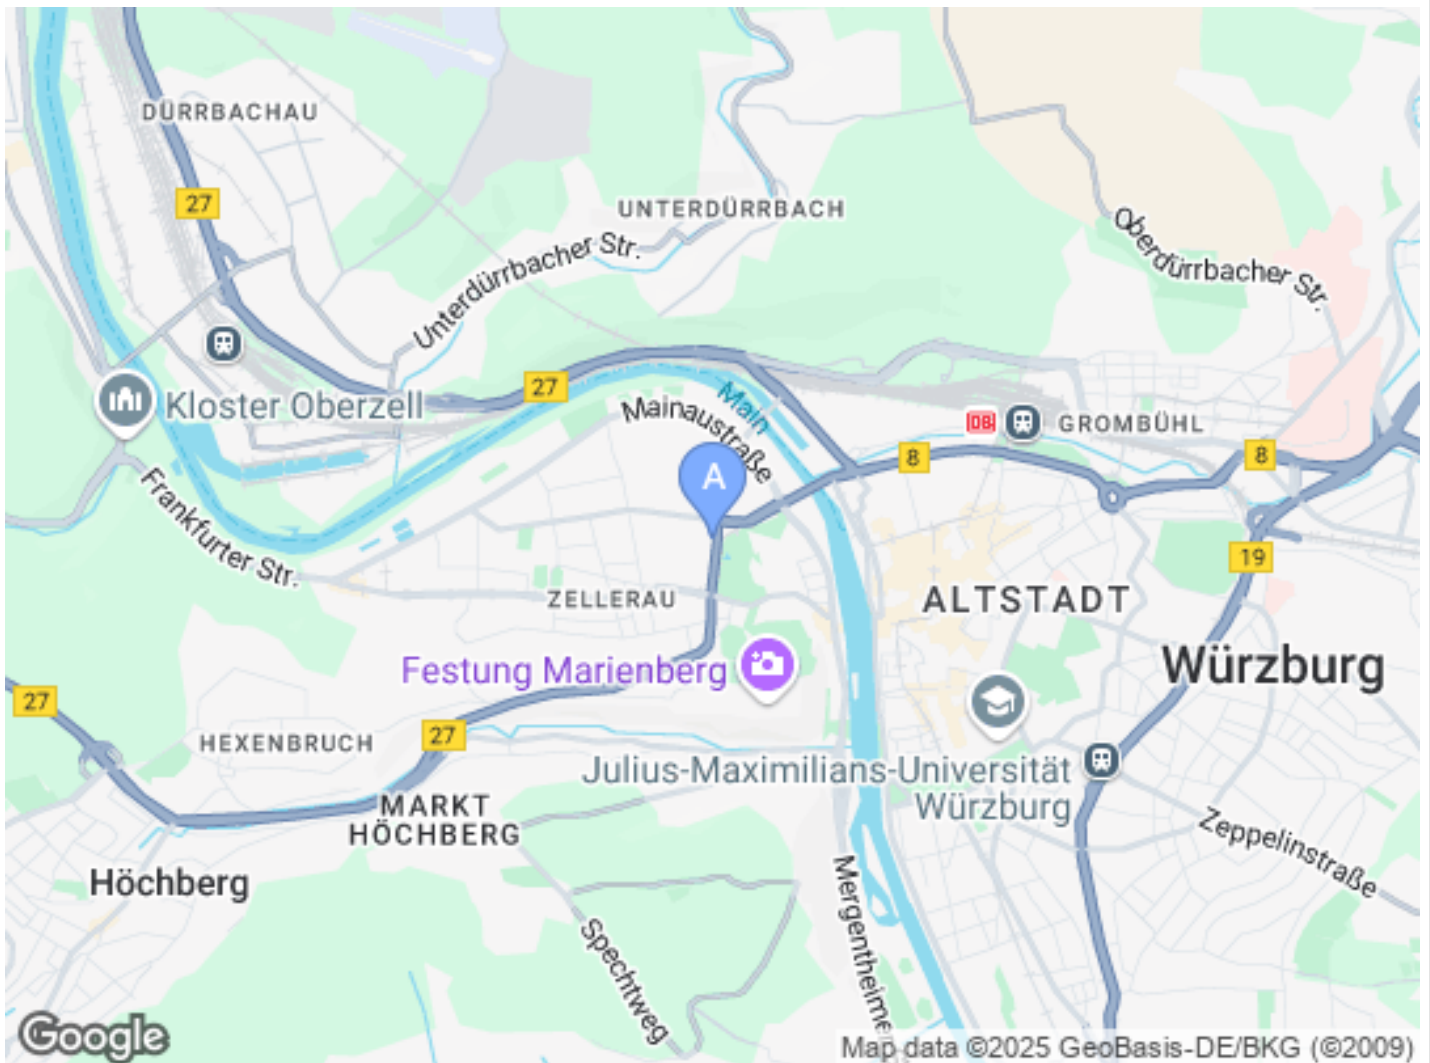 DÜRRBACHAU
27
UNTERDÜRRBACH
Oberdürrbacher Str.
Unterdürrbacher Str.
27
Main
Mainaustraße
Kloster Oberzell
DB
GROMBÜHL
8
8
A
Frankfurter Str.
19
ZELLERAU
ALTSTADT
Würzburg
Festung Marienberg
27
27
HEXENBRUCH
Julius-Maximilians-Universität
Würzburg
MARKT
HÖCHBERG
Zeppelinstraße
Höchberg
Mergentheime
Spechtweg
Google
Map data ©2025 GeoBasis-DE/BKG (©2009)